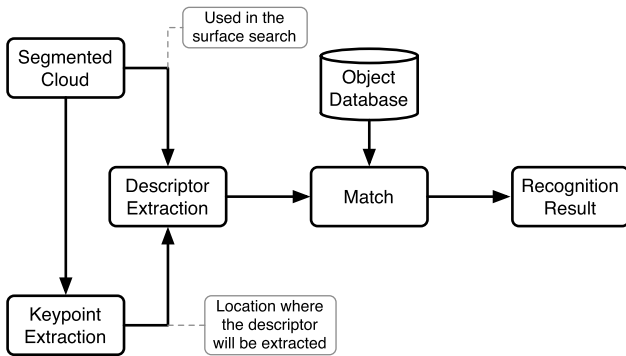 Used in the
surface search
Segmented
Cloud
Object
Database
Descriptor
Extraction
Match
Recognition
Result
Keypoint
Extraction
Location where
the descriptor
will be extracted